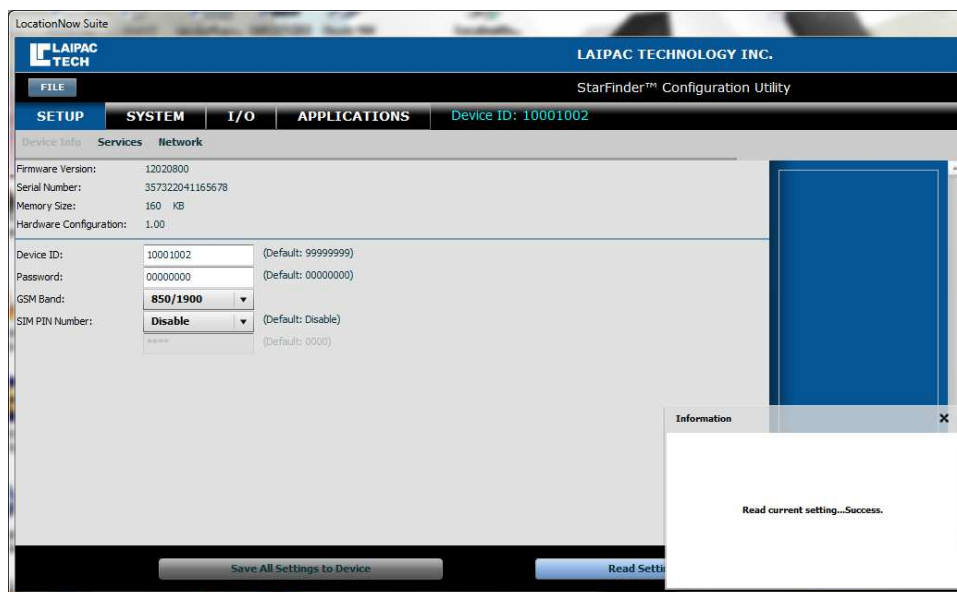 LocationNow Suite
LAIPAC TECH
LAIPAC TECHNOLOGY INC.
FILE
StarFinder™ Configuration Utility
SETUP SYSTEM I/O APPLICATIONS Device ID: 10001002
Device Info Services Network
Firmware Version: 12020800
Serial Number: 357322041165678
Memory Size: 160 KB
Hardware Configuration: 1.00
Device ID: 10001002 (Default: 99999999)
Password: 00000000 (Default: 00000000)
GSM Band: 850/1900
SIM PIN Number: Disable (Default: Disable)
**** (Default: 0000)
Information
Read current setting...Success.
Save All Settings to Device Read Setti